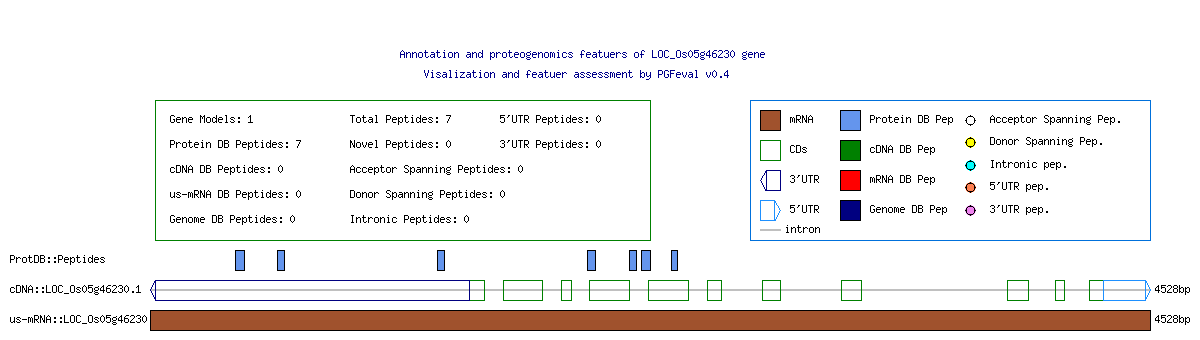 Annotation and proteogenomics featuers of LOC_Os05g46230 gene
Visalization and featuer assessment by PGFeval v0.4
Gene Models: 1 Total Peptides: 7 5'UTR Peptides: 0
Protein DB Peptides: 7 Novel Peptides: 0 3'UTR Peptides: 0
cDNA DB Peptides: 0 Acceptor Spanning Peptides: 0
us-mRNA DB Peptides: 0 Donor Spanning Peptides: 0
Genome DB Peptides: 0 Intronic Peptides: 0
mRNA Protein DB Pep Acceptor Spanning Pep.
CDs cDNA DB Pep Donor Spanning Pep.
3'UTR mRNA DB Pep Intronic pep.
5'UTR Genome DB Pep 5'UTR pep.
intron 3'UTR pep.
ProtDB::Peptides
cDNA::LOC_Os05g46230.1 4528bp
us-mRNA::LOC_Os05g46230 4528bp